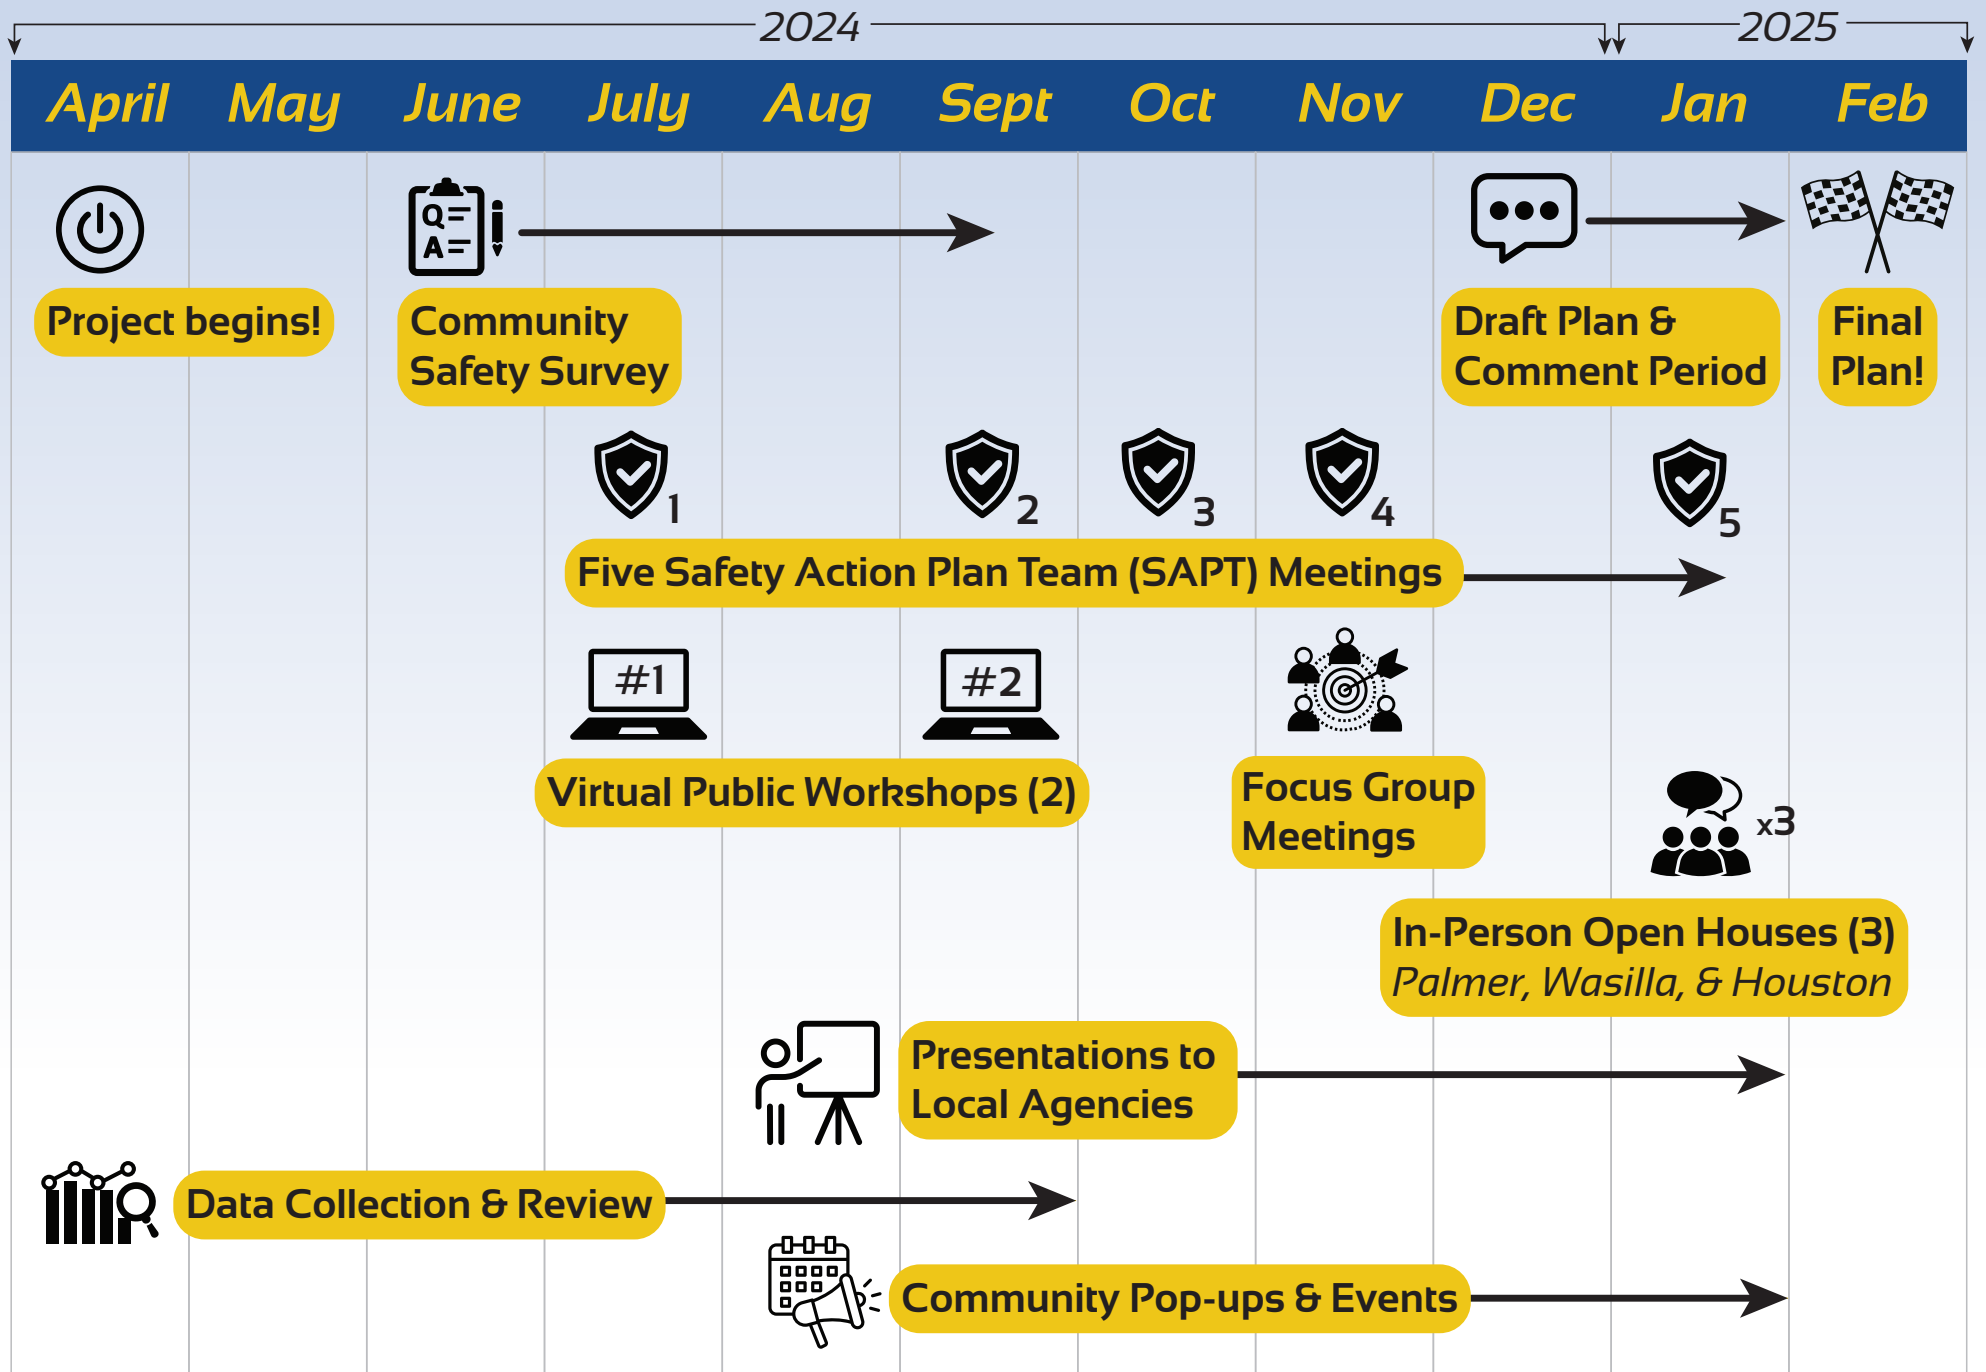 2024
2025
April May June July Aug Sept Oct Nov Dec Jan Feb
Q
A
Project begins!
Community
Safety Survey
Draft Plan &
Comment Period
Final
Plan!
1
2
3
4
5
Five Safety Action Plan Team (SAPT) Meetings
#1
#2
Virtual Public Workshops (2)
Focus Group
Meetings
x3
In-Person Open Houses (3)
Palmer, Wasilla, & Houston
Presentations to
Local Agencies
Data Collection & Review
Community Pop-ups & Events